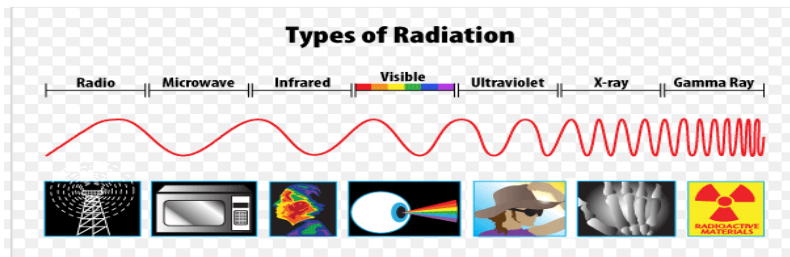 Types of Radiation
Radio Microwave Infrared Visible Ultraviolet X-ray Gamma Ray
RADIOACTIVE
MATERIALS